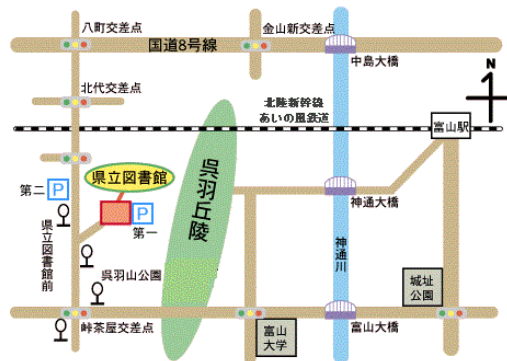 八町交差点
金山新交差点
国道8号線
中島大橋
北代交差点
N
北陸新幹線
あいの風鉄道
富山駅
県立図書館
呉羽丘陵
第二 P
P
第一
神通大橋
県立図書館前
神通川
呉羽山公園
城址
公園
峠茶屋交差点
富山
大学
富山大橋